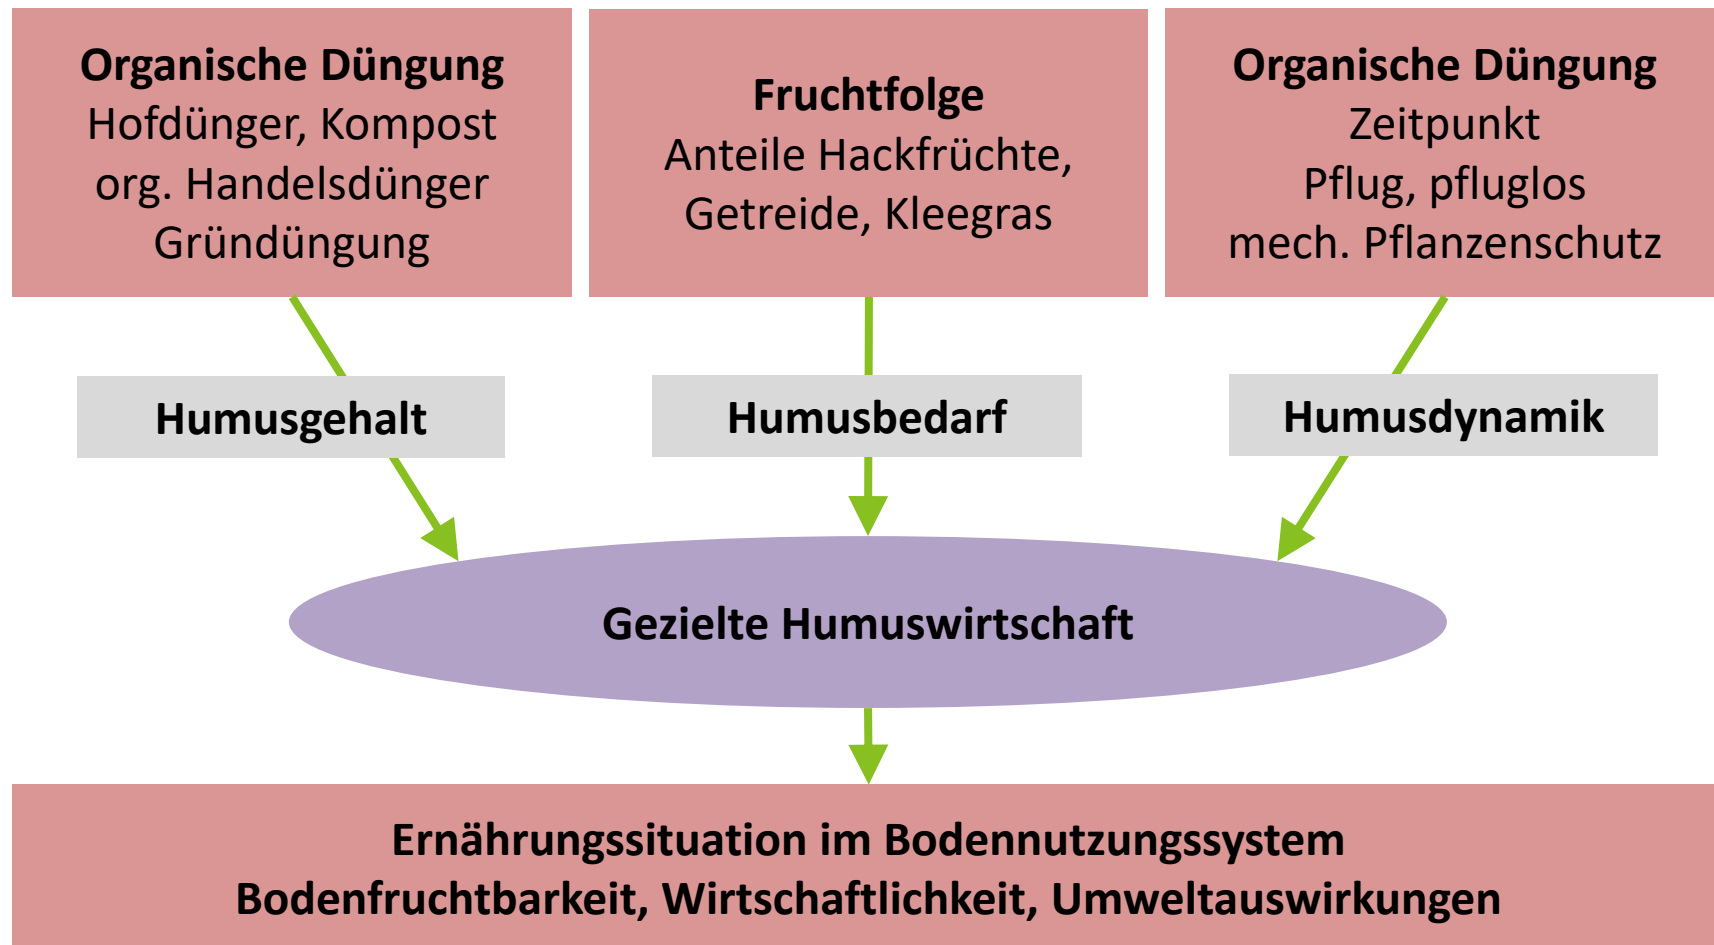 Organische Düngung
Hofdünger, Kompost
org. Handelsdünger
Gründüngung
Fruchtfolge
Anteile Hackfrüchte,
Getreide, Kleegras
Organische Düngung
Zeitpunkt
Pflug, pfluglos
mech. Pflanzenschutz
Humusgehalt
Humusbedarf
Humusdynamik
Gezielte Humuswirtschaft
Ernährungssituation im Bodennutzungssystem
Bodenfruchtbarkeit, Wirtschaftlichkeit, Umweltauswirkungen